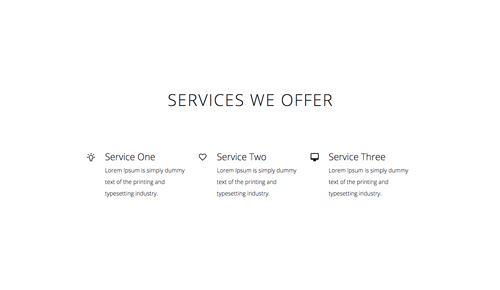 SERVICES WE OFFER
Service One
Lorem Ipsum is simply dummy
text of the printing and
typesetting industry.
Service Two
Lorem Ipsum is simply dummy
text of the printing and
typesetting industry.
Service Three
Lorem Ipsum is simply dummy
text of the printing and
typesetting industry.